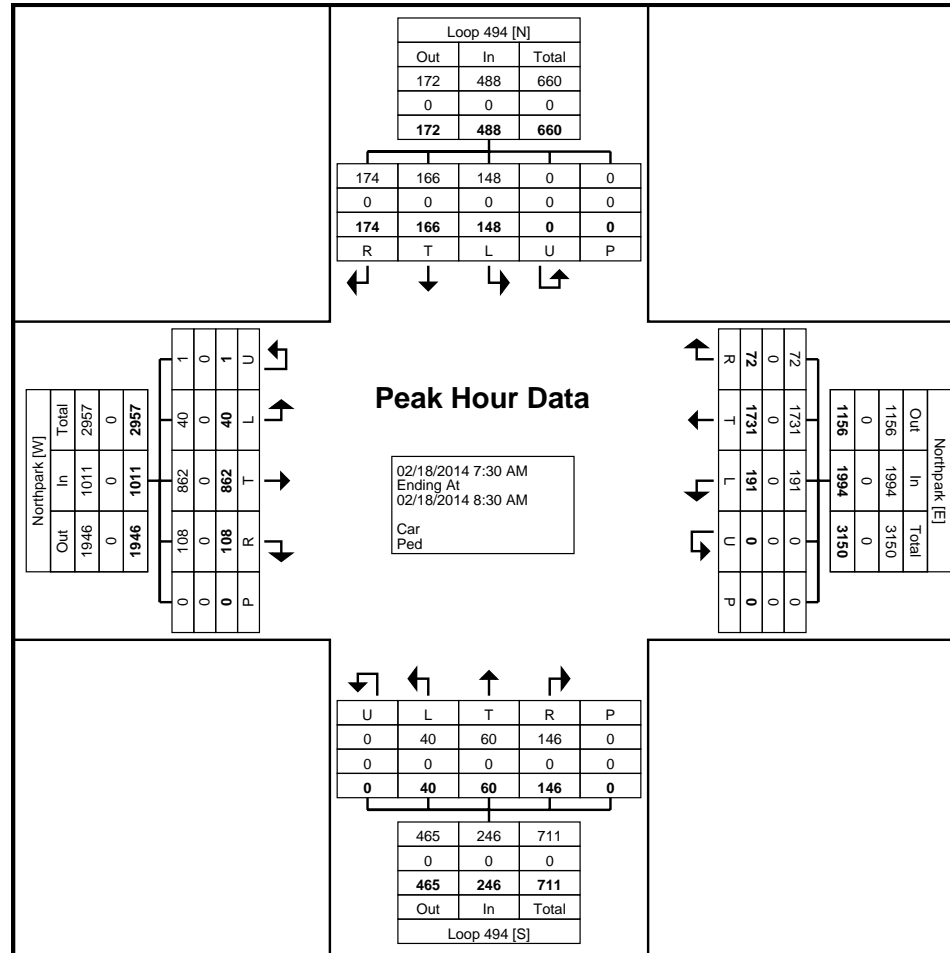 Loop 494 [N]
Out In Total
172 488 660
0 0 0
172 488 660
174 166 148 0 0
0 0 0 0 0
174 166 148 0 0
R T L U P
Northpark [W]
Total In Out
2957 1011 1946
0 0 0
2957 1011 1946
1 40 862 108 0
0 0 0 0 0
1 40 862 108 0
U L T R P
Peak Hour Data
02/18/2014 7:30 AM
Ending At
02/18/2014 8:30 AM
Car
Ped
R T L U P
72 1731 191 0 0
0 0 0 0 0
72 1731 191 0 0
1156 1994 3150
0 0 0
1156 1994 3150
Out In Total
Northpark [E]
U L T R P
0 40 60 146 0
0 0 0 0 0
0 40 60 146 0
465 246 711
0 0 0
465 246 711
Out In Total
Loop 494 [S]